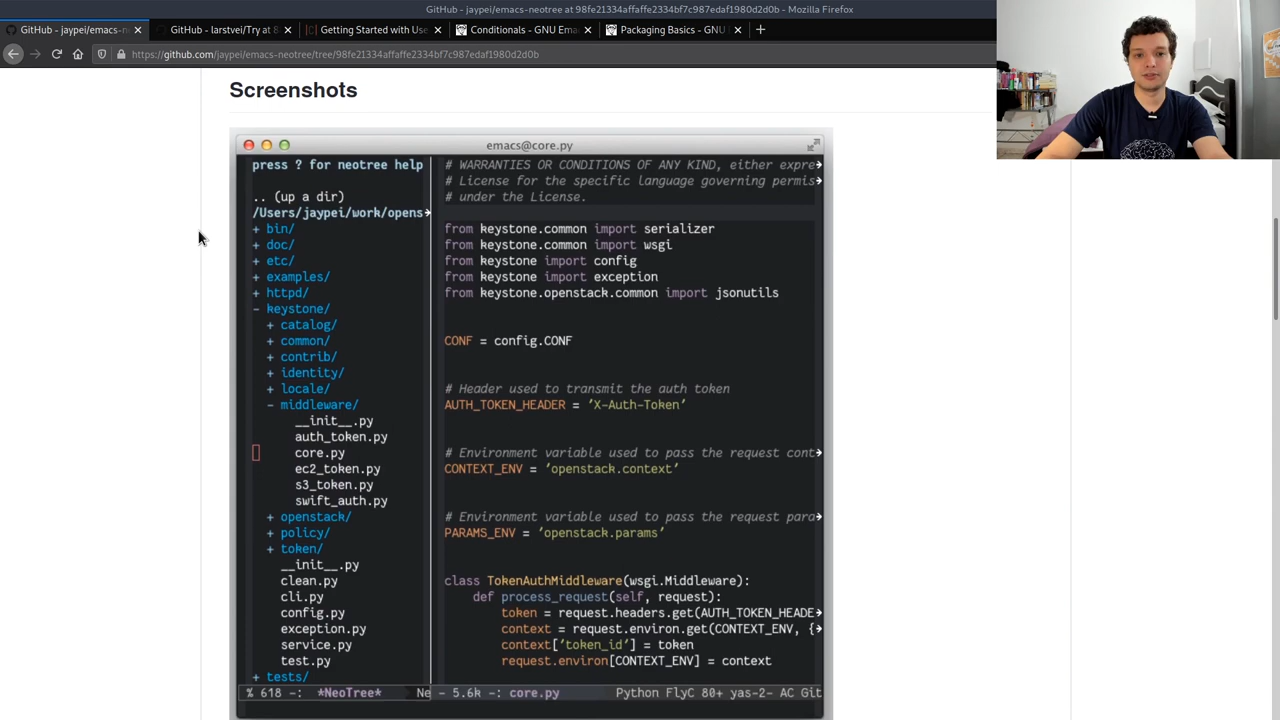 GitHub - jaypei/emacs-neotree at 98fe21334affaffe2334837bf7c987edaf1980d2d0b - Mozilla Firefox
GitHub - jaypei/emacs-n
GitHub - larstvei/Try at 8
Getting Started with Use
Conditionals - GNU Ema
Packaging Basics - GNU
https://github.com/jaypei/emacs-neotree/tree/98fe21334affaffe2334837bf7c987edaf1980d2d0b
Screenshots
emacs@core.py
press ? for neotree help
.. (up a dir)
/Users/jaypei/work/opens
+ bin/
+ doc/
+ etc/
+ examples/
+ httpd/
- keystone/
+ catalog/
+ common/
+ contrib/
+ identity/
+ locale/
- middleware/
__init__.py
auth_token.py
core.py
ec2_token.py
s3_token.py
swift_auth.py
+ openstack/
+ policy/
+ token/
__init__.py
clean.py
cli.py
config.py
exception.py
service.py
test.py
+ tests/
% 618 -: *NeoTree* Ne
# WARRANTIES OR CONDITIONS OF ANY KIND, either expre
# License for the specific language governing permis
# under the License.
from keystone.common import serializer
from keystone.common import wsgi
from keystone import config
from keystone import exception
from keystone.openstack.common import jsonutils
CONF = config.CONF
# Header used to transmit the auth token
AUTH_TOKEN_HEADER = 'X-Auth-Token'
# Environment variable used to pass the request cont
CONTEXT_ENV = 'openstack.context'
# Environment variable used to pass the request para
PARAMS_ENV = 'openstack.params'
class TokenAuthMiddleware(wsgi.Middleware):
def process_request(self, request):
token = request.headers.get(AUTH_TOKEN_HEADE
context = request.environ.get(CONTEXT_ENV, {
context['token_id'] = token
request.environ[CONTEXT_ENV] = context
- 5.6k -: core.py Python FlyC 80+ yas-2- AC Git